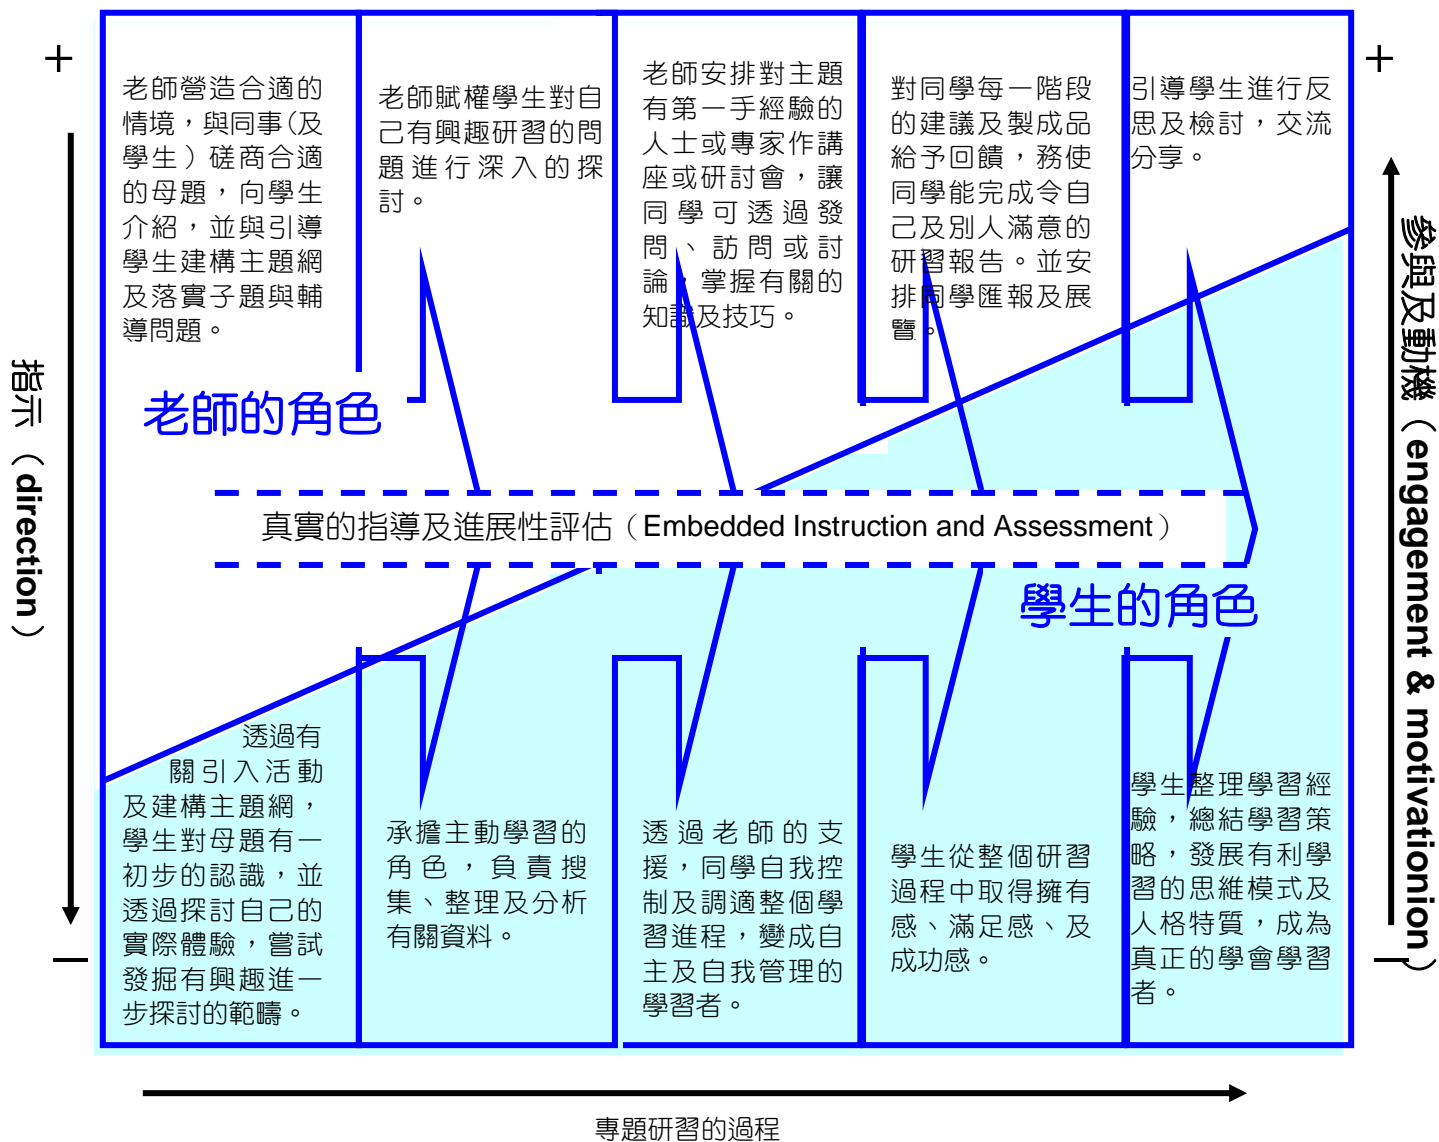 +
+
老師營造合適的
情境，與同事(及
學生）磋商合適
的母題，向學生
介紹，並與引導
學生建構主題網
及落實子題與輔
導問題。
老師賦權學生對自
己有興趣研習的問
題進行深入的探
討。
老師安排對主題
有第一手經驗的
人士或專家作講
座或研討會，讓
同學可透過發
問、訪問或討
論，掌握有關的
知識及技巧。
對同學每一階段
的建議及製成品
給予回饋，務使
同學能完成令自
己及別人滿意的
研習報告。並安
排同學匯報及展
覽。
引導學生進行反
思及檢討，交流
分享。
指示（direction）
參與及動機（engagement & motivationion）
老師的角色
真實的指導及進展性評估（Embedded Instruction and Assessment）
學生的角色
透過有
關引入活動
及建構主題網，
學生對母題有一
初步的認識，並
透過探討自己的
實際體驗，嘗試
發掘有興趣進一
步探討的範疇。
承擔主動學習的
角色，負責搜
集、整理及分析
有關資料。
透過老師的支
援，同學自我控
制及調適整個學
習進程，變成自
主及自我管理的
學習者。
學生從整個研習
過程中取得擁有
感、滿足感、及
成功感。
學生整理學習經
驗，總結學習策
略，發展有利學
習的思維模式及
人格特質，成為
真正的學會學習
者。
—
—
專題研習的過程